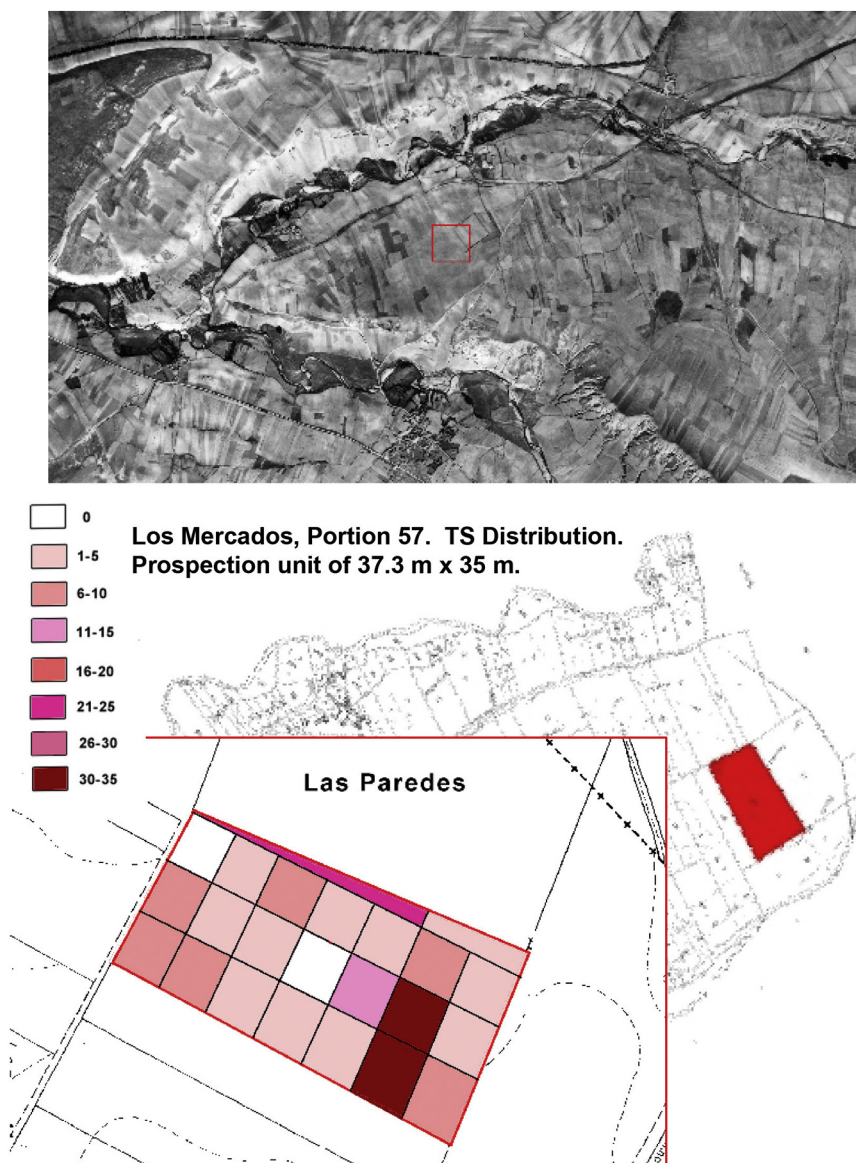 0
1-5
6-10
11-15
16-20
21-25
26-30
30-35
Los Mercados, Portion 57. TS Distribution.
Prospection unit of 37.3 m x 35 m.
Las Paredes